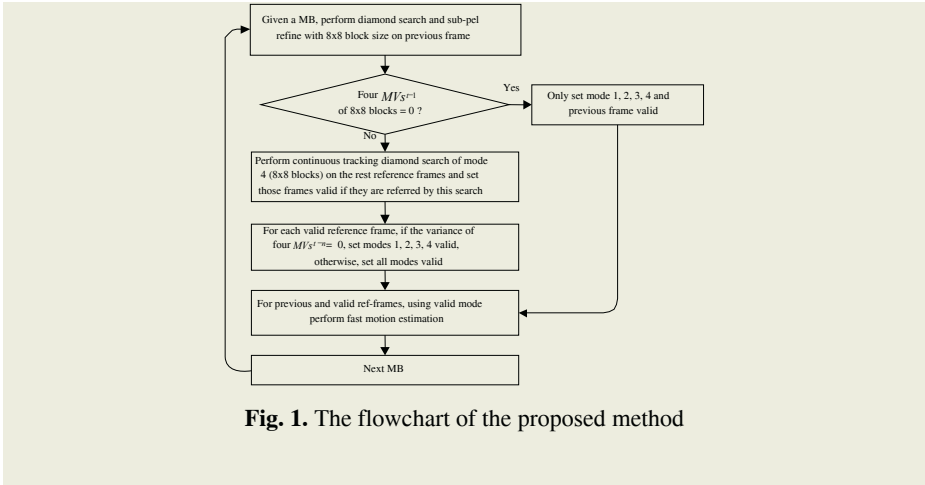 Given a MB, perform diamond search and sub-pel
refine with 8x8 block size on previous frame
Four MVs^{t-1}
of 8x8 blocks = 0 ?
Yes
Only set mode 1, 2, 3, 4 and
previous frame valid
No
Perform continuous tracking diamond search of mode
4 (8x8 blocks) on the rest reference frames and set
those frames valid if they are referred by this search
For each valid reference frame, if the variance of
four MVs^{t-n} = 0, set modes 1, 2, 3, 4 valid,
otherwise, set all modes valid
For previous and valid ref-frames, using valid mode
perform fast motion estimation
Next MB
Fig. 1. The flowchart of the proposed method